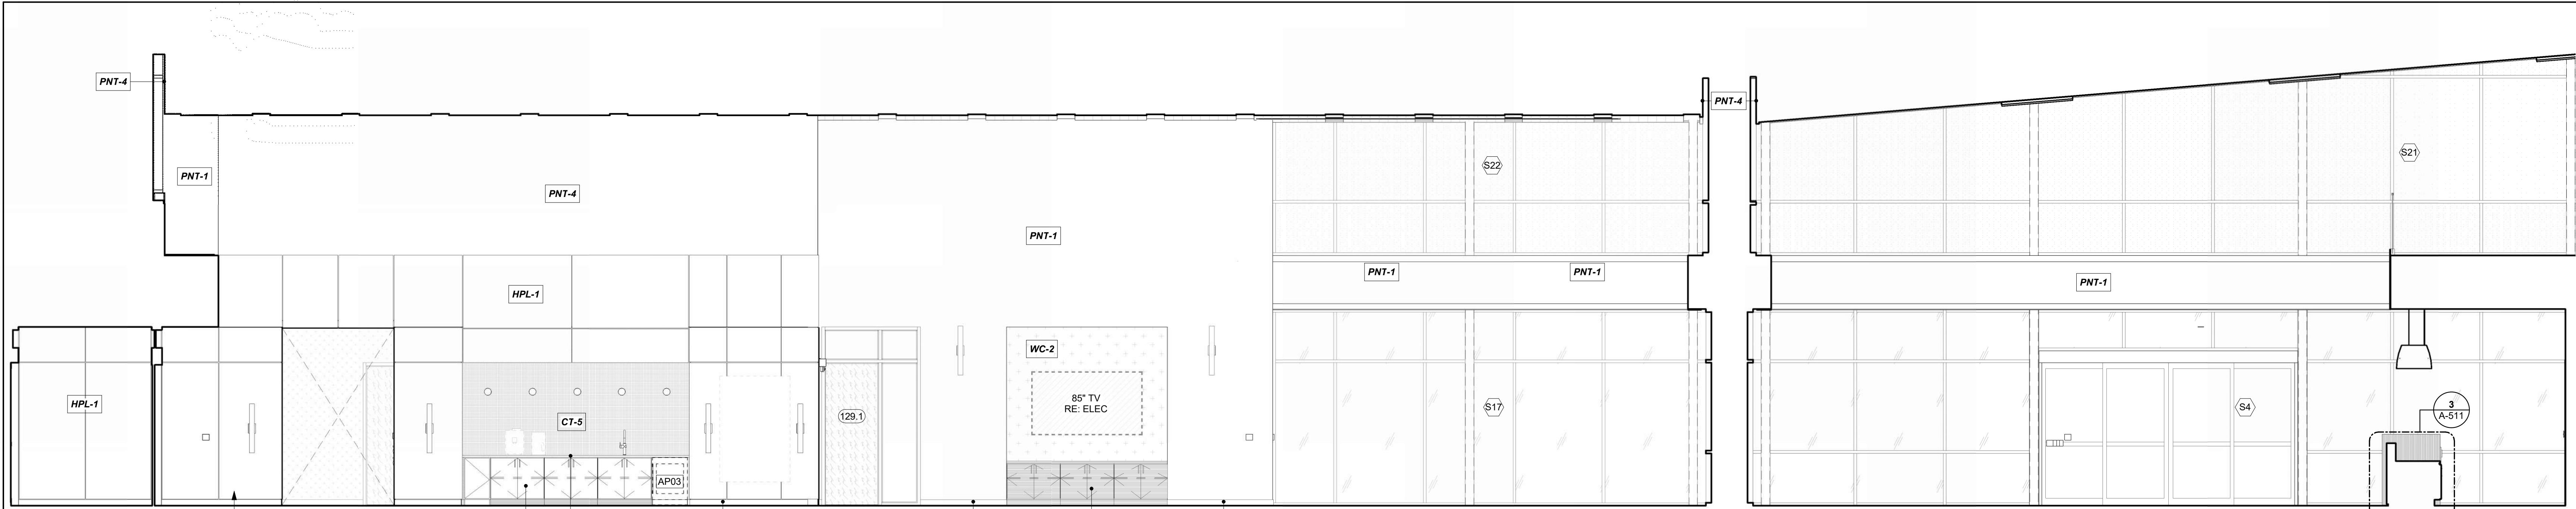 PNT-4
PNT-1
PNT-4
HPL-1
HPL-1
CT-5
AP03
129.1
PNT-1
WC-2
85" TV
RE: ELEC
S22
PNT-1
PNT-1
S17
PNT-4
S21
PNT-1
S4
3
A-511